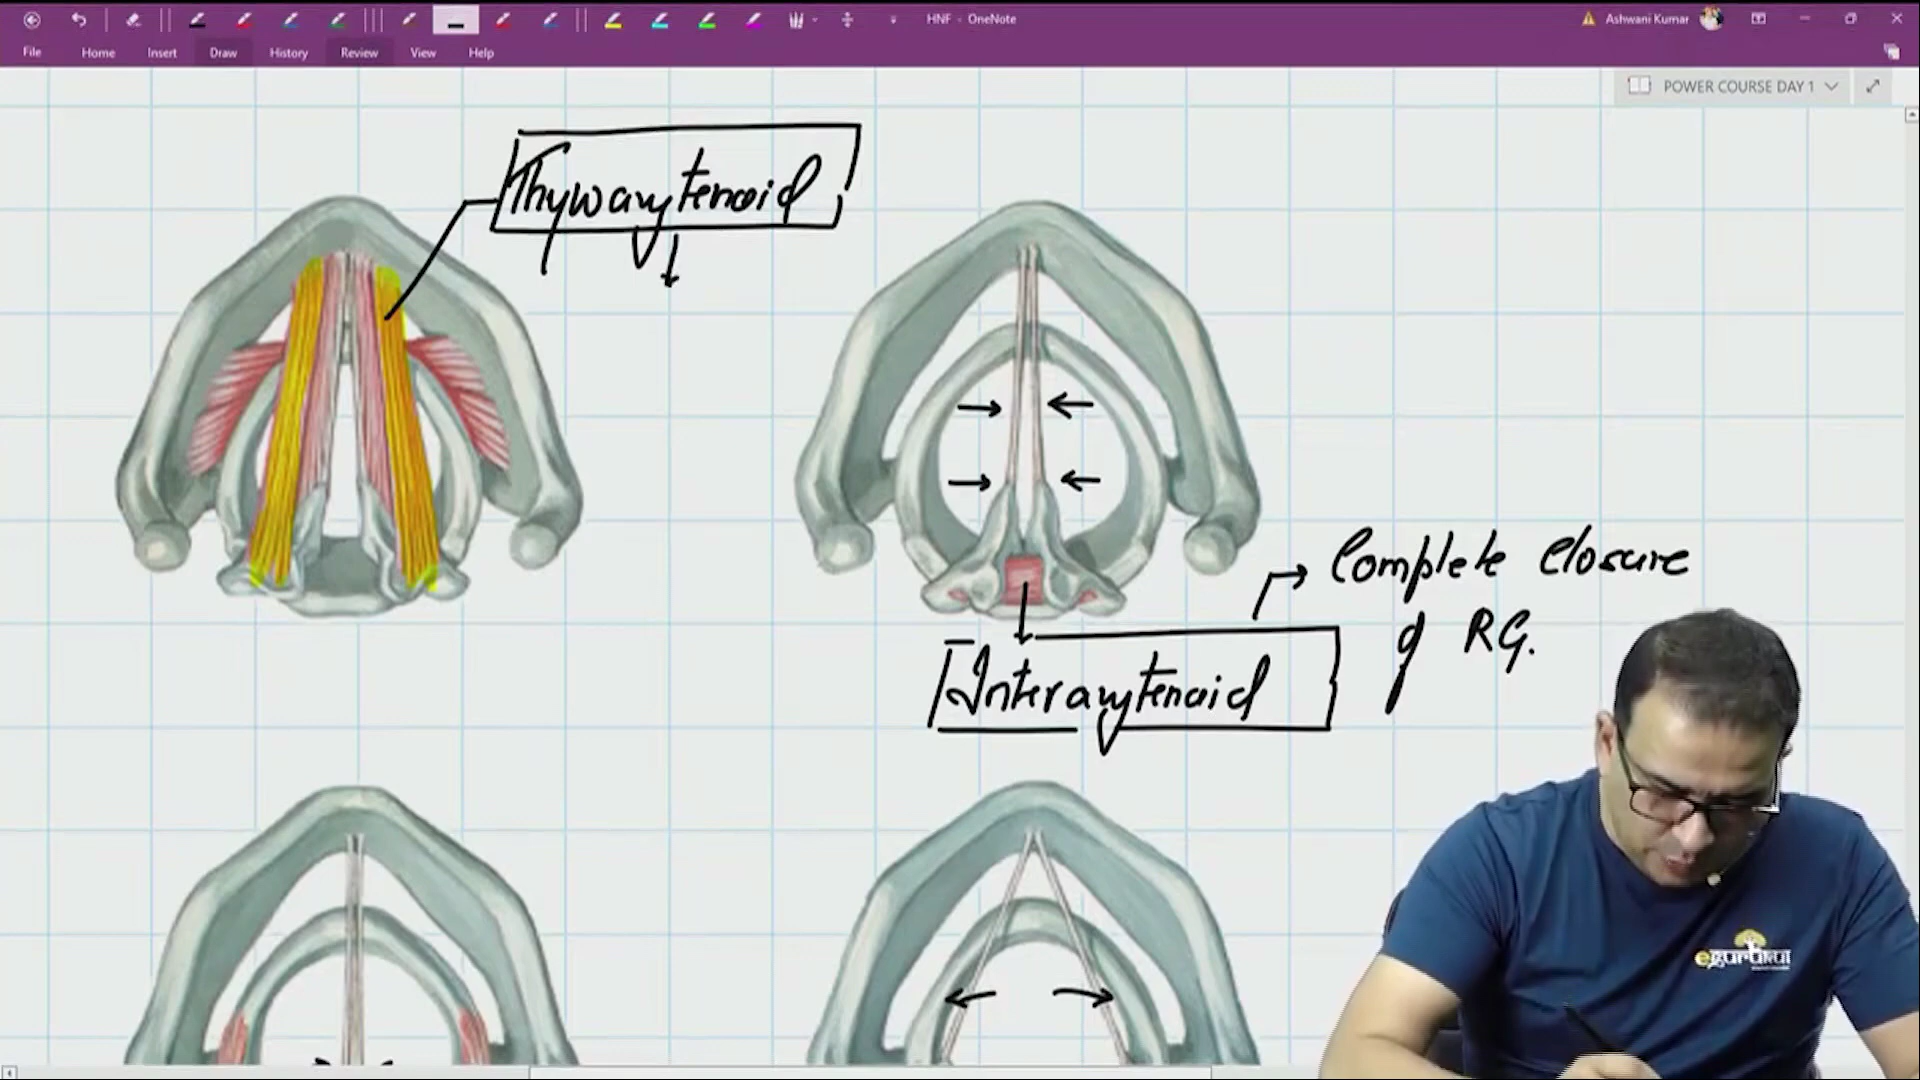 HNF - OneNote
Ashwani Kumar
File Home Insert Draw History Review View Help
POWER COURSE DAY 1
Thyroarytenoid
Complete closure
of RG.
Interarytenoid
egurukul